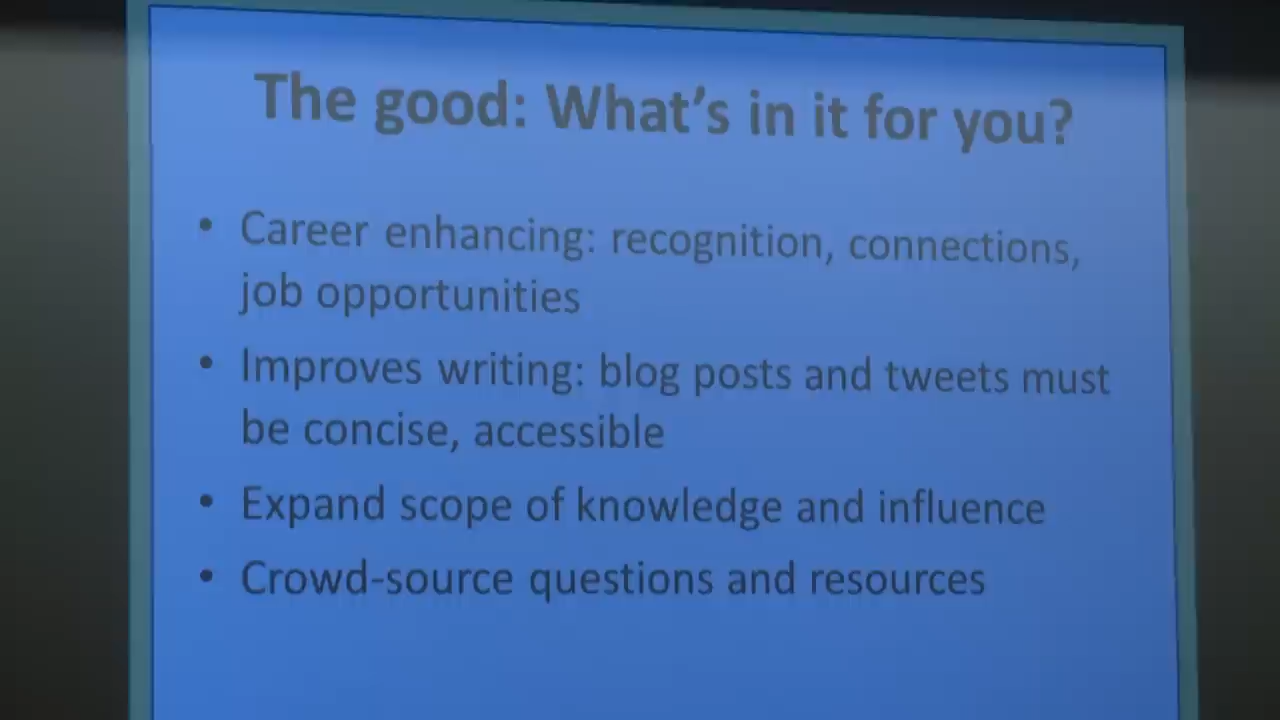 The good: What's in it for you?
• Career enhancing: recognition, connections,
job opportunities
• Improves writing: blog posts and tweets must
be concise, accessible
• Expand scope of knowledge and influence
• Crowd-source questions and resources